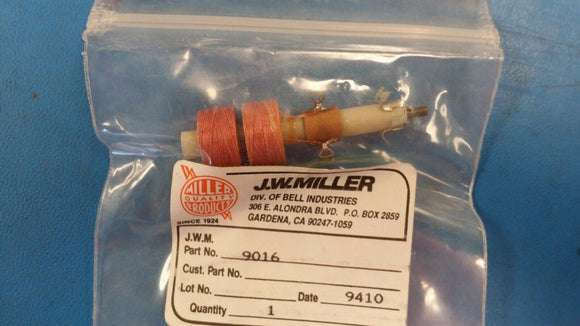 MILLER
QUALITY
PRODUCTS
SINCE 1924
J.W.MILLER
DIV. OF BELL INDUSTRIES
306 E. ALONDRA BLVD. P.O. BOX 2859
GARDENA, CA 90247-1059
J.W.M.
Part No. 9016
Cust. Part No.
Lot No. Date 9410
Quantity 1